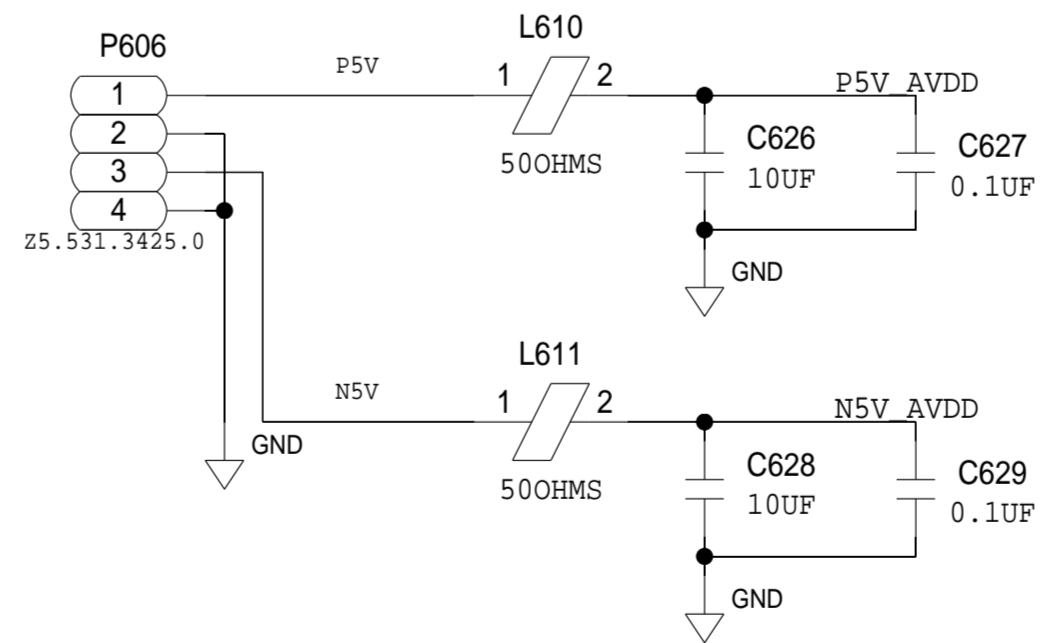 P606
1
2
3
4
Z5.531.3425.0
P5V
L610
1
2
50OHMS
P5V_AVDD
C626
10UF
C627
0.1UF
GND
N5V
GND
L611
1
2
50OHMS
N5V_AVDD
C628
10UF
C629
0.1UF
GND